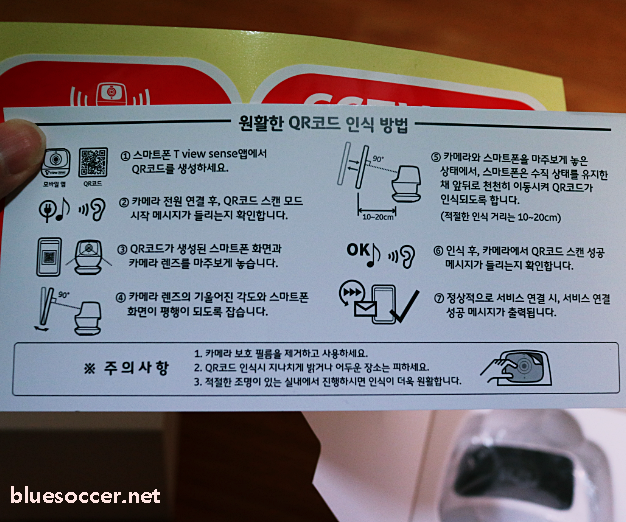 원활한 QR코드 인식 방법
T view sense
모바일 앱
QR코드
① 스마트폰 T view sense앱에서
QR코드를 생성하세요.
② 카메라 전원 연결 후, QR코드 스캔 모드
시작 메시지가 들리는지 확인합니다.
③ QR코드가 생성된 스마트폰 화면과
카메라 렌즈를 마주보게 놓습니다.
90°
④ 카메라 렌즈의 기울어진 각도와 스마트폰
화면이 평행이 되도록 잡습니다.
90°
10~20cm
⑤ 카메라와 스마트폰을 마주보게 놓은
상태에서, 스마트폰은 수직 상태를 유지한
채 앞뒤로 천천히 이동시켜 QR코드가
인식되도록 합니다.
(적절한 인식 거리는 10~20cm)
OK
⑥ 인식 후, 카메라에서 QR코드 스캔 성공
메시지가 들리는지 확인합니다.
⑦ 정상적으로 서비스 연결 시, 서비스 연결
성공 메시지가 출력됩니다.
※ 주의사항
1. 카메라 보호 필름을 제거하고 사용하세요.
2. QR코드 인식시 지나치게 밝거나 어두운 장소는 피하세요.
3. 적절한 조명이 있는 실내에서 진행하시면 인식이 더욱 원활합니다.
bluesoccer.net